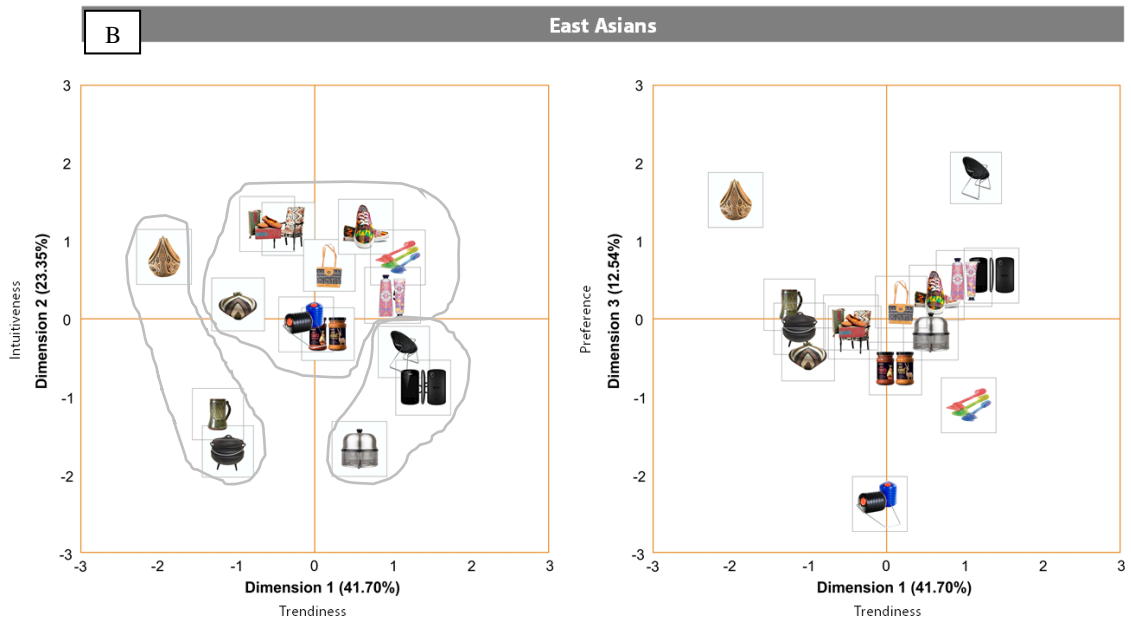 B
East Asians
3
2
1
0
-1
-2
-3
-3
-2
-1
0
1
2
3
Intuitiveness
Dimension 2 (23.35%)
Dimension 1 (41.70%)
Trendiness
3
2
1
0
-1
-2
-3
-3
-2
-1
0
1
2
3
Preference
Dimension 3 (12.54%)
Dimension 1 (41.70%)
Trendiness